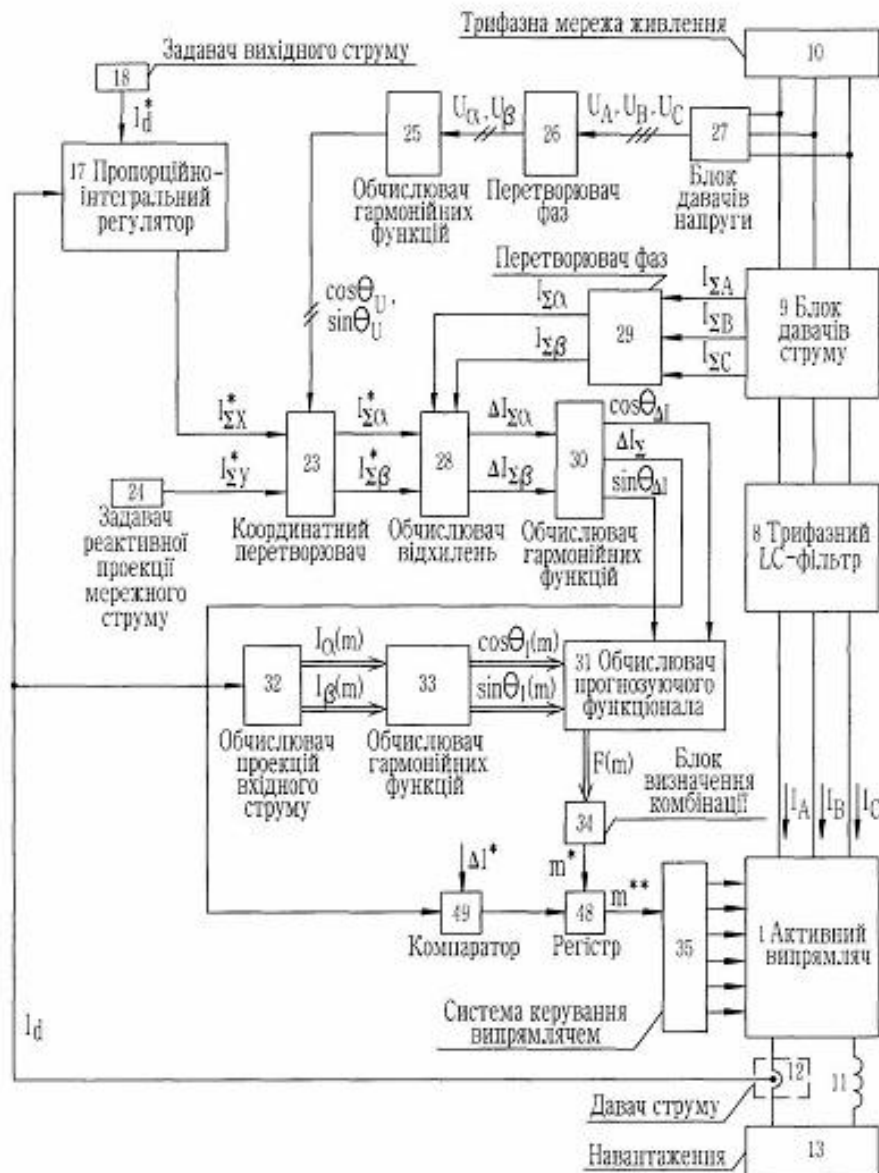 Трифазна мережа живлення
10
Задавач вихідного струму
18
I*d
25
Uα, Uβ
26
UA, UB, UC
27
17 Пропорційно-
інтегральний
регулятор
Обчислювач
гармонійних
функцій
Перетворювач
фаз
Блок
давачів
напруги
Перетворювач фаз
cosθU,
sinθU
IΣα
IΣβ
29
IΣA
IΣB
IΣC
9 Блок
давачів
струму
I*Σx
I*Σy
23
I*Σα
I*Σβ
28
ΔIΣα
ΔIΣβ
30
cosθΔI
ΔIΣ
sinθΔI
24
Задавач
реактивної
проекції
мережного
струму
Координатний
перетворювач
Обчислювач
відхилень
Обчислювач
гармонійних
функцій
8 Трифазний
LC-фільтр
32
Iα(m)
Iβ(m)
33
cosθI(m)
sinθI(m)
31 Обчислювач
прогнозуючого
функціонала
Обчислювач
проекцій
вхідного
струму
Обчислювач
гармонійних
функцій
F(m)
Блок
визначення
комбінації
34
IA
IB
IC
ΔI*
m*
49
48
m**
35
Компаратор
Регістр
1 Активний
випрямляч
Система керування
випрямлячем
Id
12
11
Давач струму
Навантаження
13